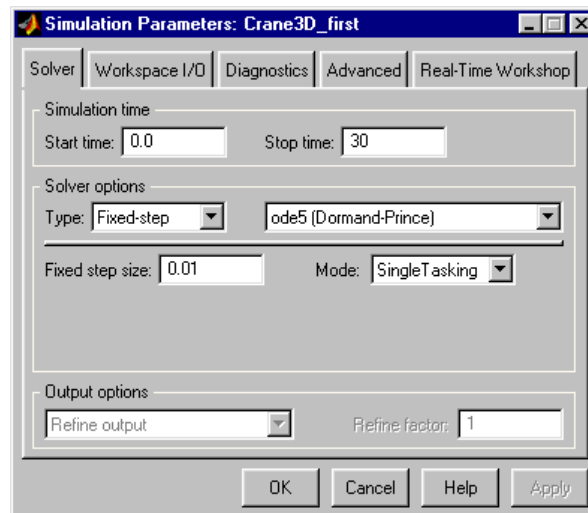 Simulation Parameters: Crane3D_first
Solver Workspace I/O Diagnostics Advanced Real-Time Workshop
Simulation time
Start time: 0.0 Stop time: 30
Solver options
Type: Fixed-step ode5 (Dormand-Prince)
Fixed step size: 0.01 Mode: SingleTasking
Output options
Refine output Refine factor: 1
OK Cancel Help Apply